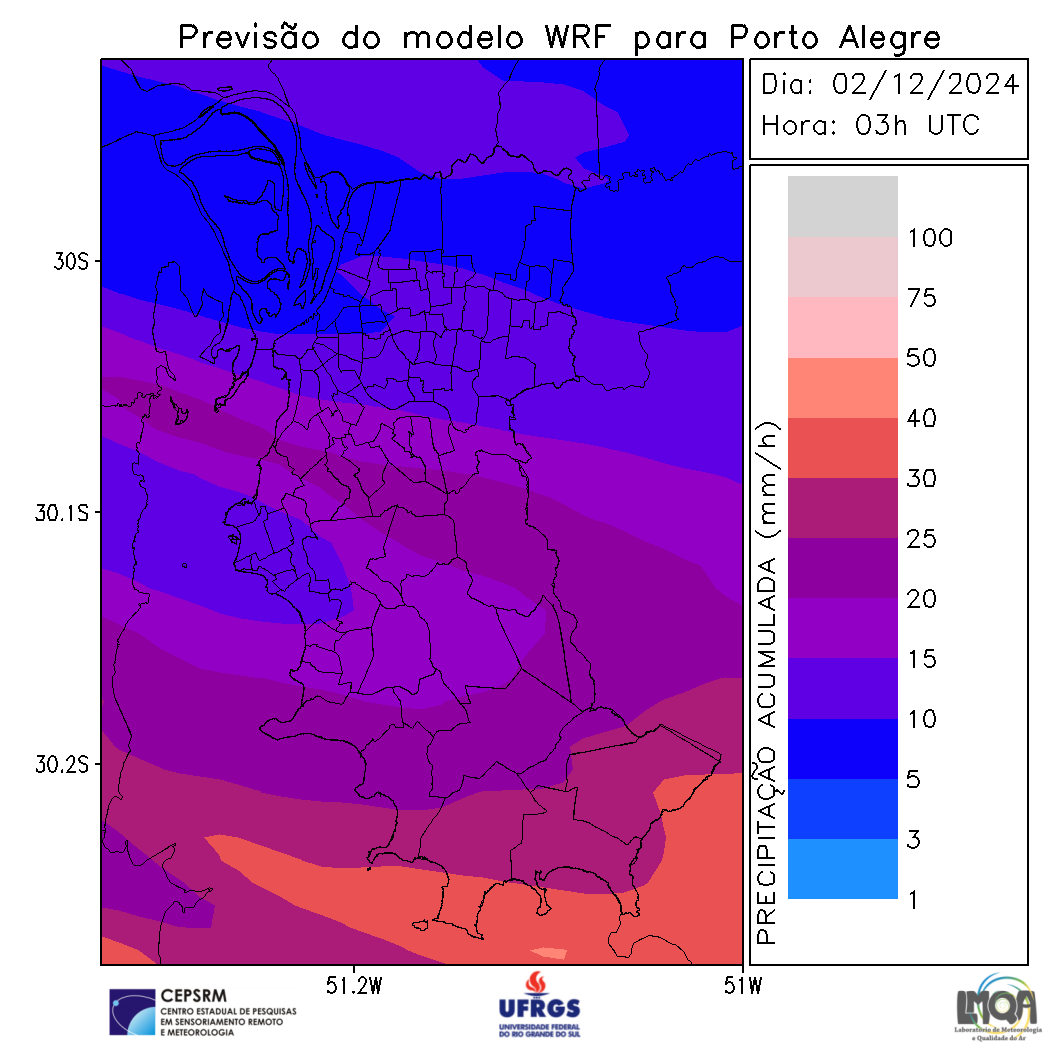 Previsão do modelo WRF para Porto Alegre
Dia: 02/12/2024
Hora: 03h UTC
30S
30.1S
30.2S
51.2W
51W
PRECIPITAÇÃO ACUMULADA (mm/h)
100
75
50
40
30
25
20
15
10
5
3
1
CEPSRM
CENTRO ESTADUAL DE PESQUISAS
EM SENSORIAMENTO REMOTO
E METEOROLOGIA
UFRGS
UNIVERSIDADE FEDERAL
DO RIO GRANDE DO SUL
LMQA
Laboratório de Meteorologia
e Qualidade do Ar